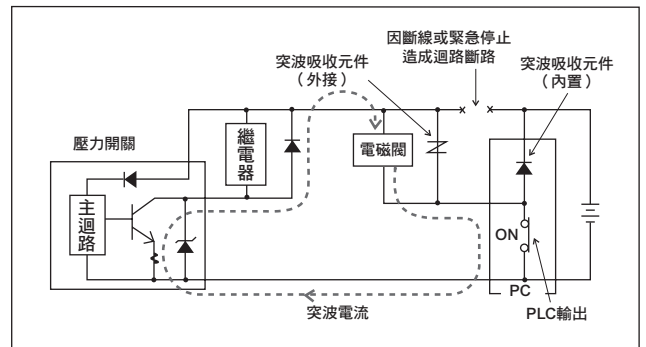 因斷線或緊急停止
造成迴路斷路
突波吸收元件
（外接）
突波吸收元件
（內置）
壓力開關
繼電器
電磁閥
主迴路
ON
PC
突波電流
PLC輸出